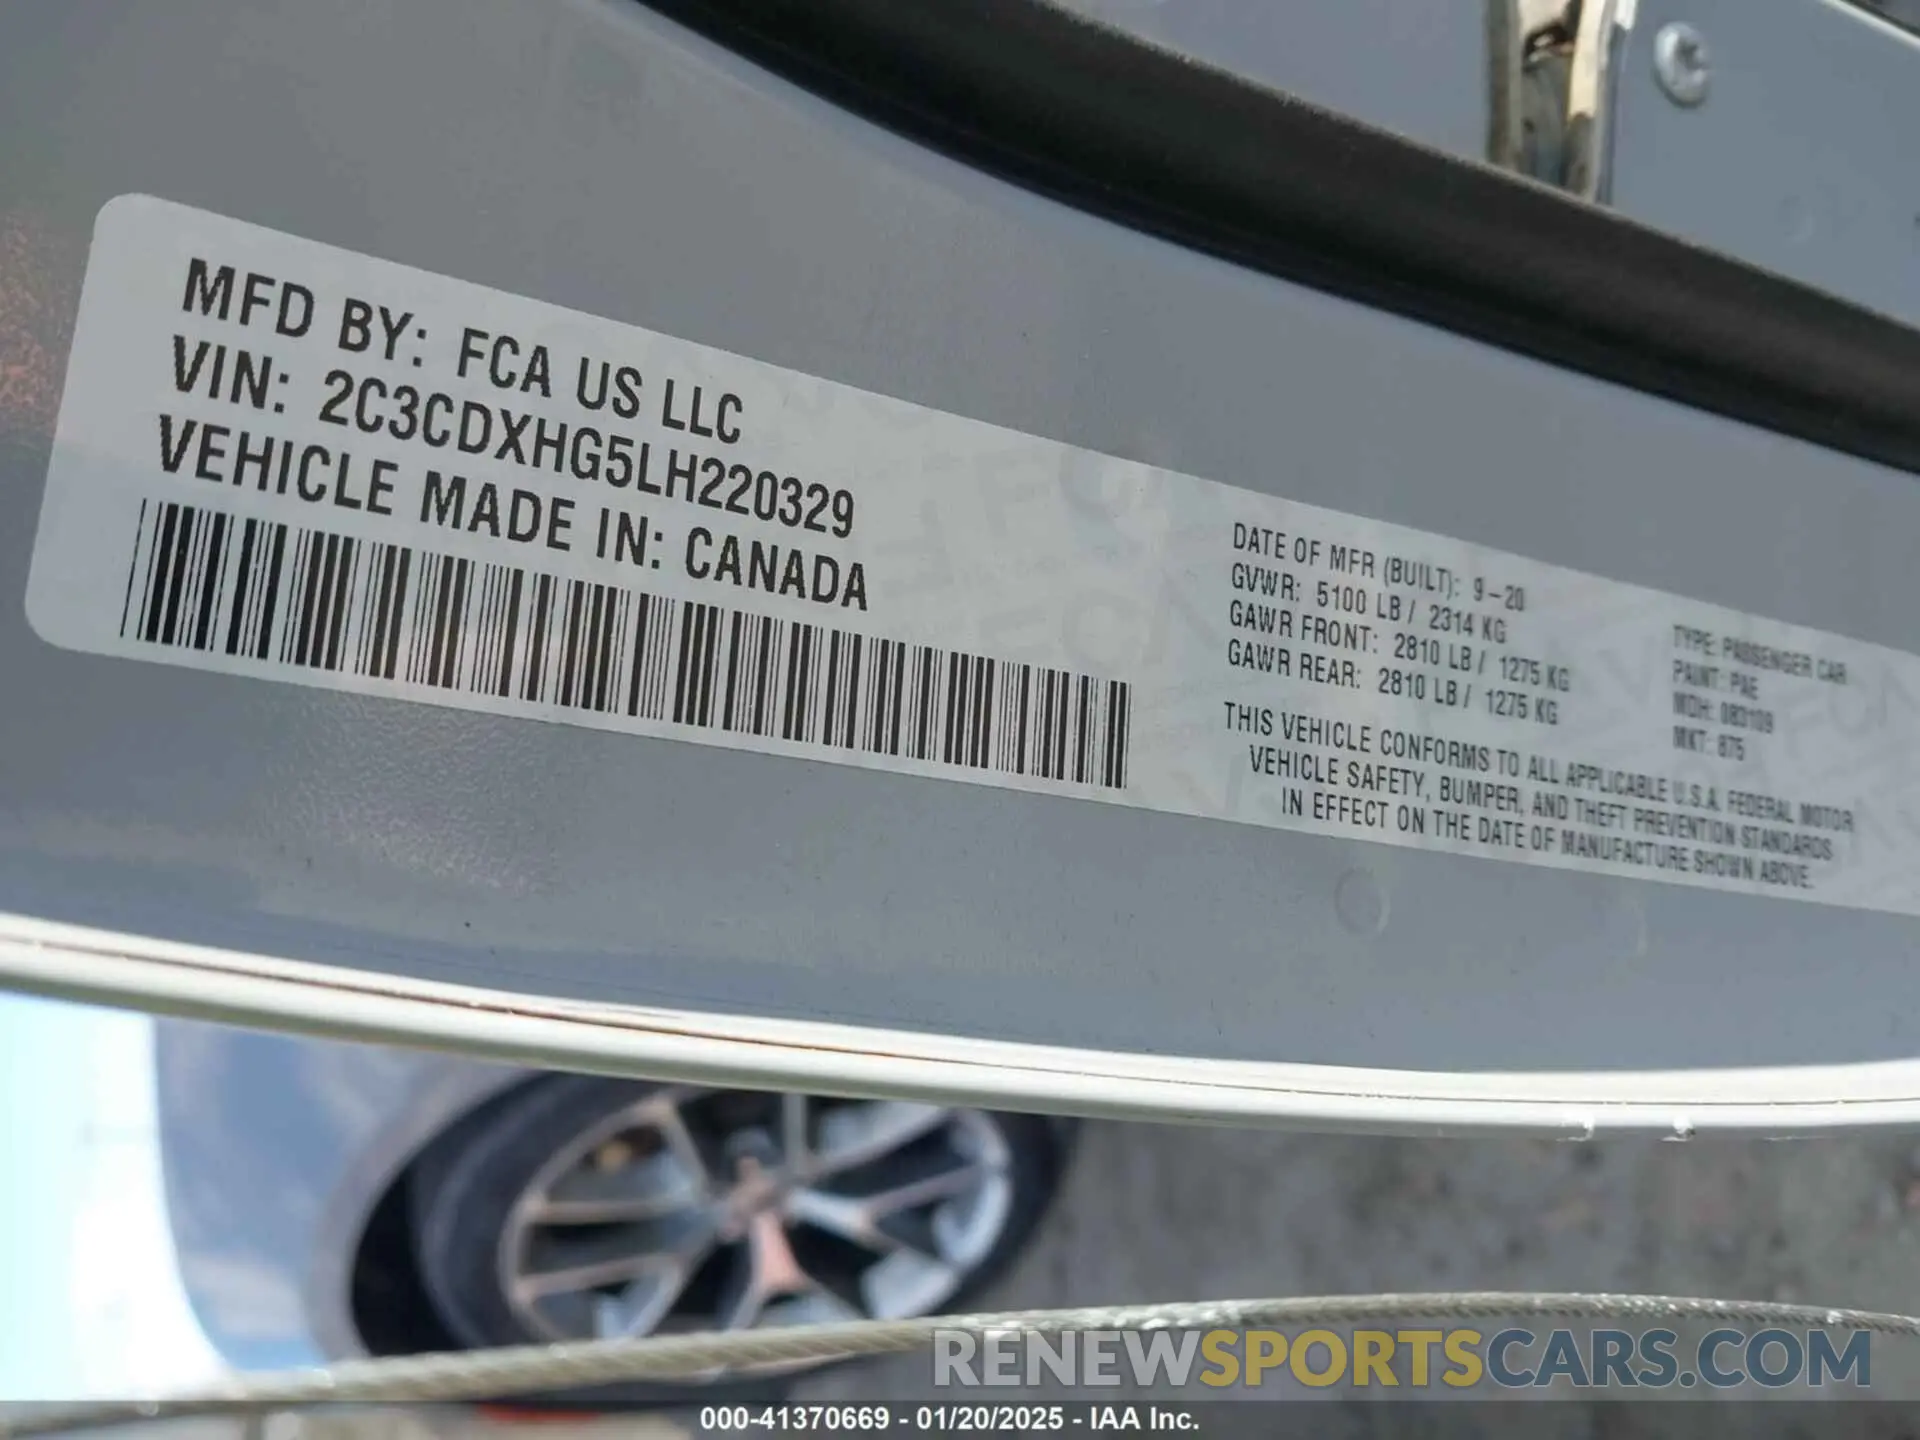 MFD BY: FCA US LLC
VIN: 2C3CDXHG5LH220329
VEHICLE MADE IN: CANADA
DATE OF MFR (BUILT): 9-20
GVWR: 5100 LB / 2314 KG
GAWR FRONT: 2810 LB / 1275 KG
GAWR REAR: 2810 LB / 1275 KG
TYPE: PASSENGER CAR
PAINT: PAE
MDH: 083109
MKT: 875
THIS VEHICLE CONFORMS TO ALL APPLICABLE U.S.A. FEDERAL MOTOR
VEHICLE SAFETY, BUMPER, AND THEFT PREVENTION STANDARDS
IN EFFECT ON THE DATE OF MANUFACTURE SHOWN ABOVE.
RENEWSPORTSCARS.COM
000-41370669 - 01/20/2025 - IAA Inc.